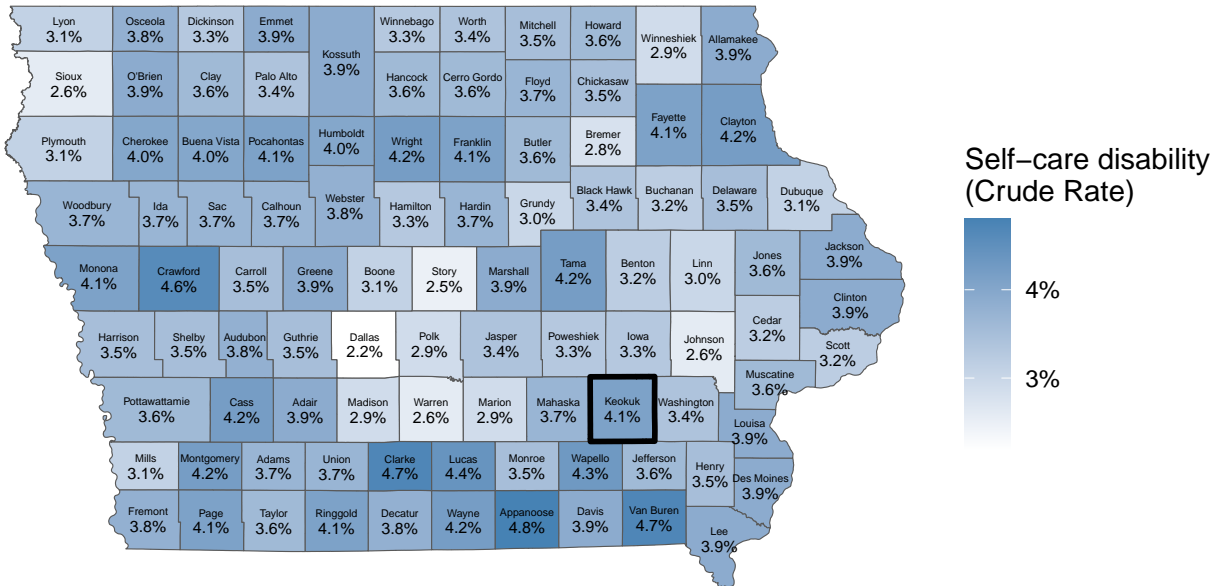 Lyon
3.1%
Osceola
3.8%
Dickinson
3.3%
Emmet
3.9%
Kossuth
3.9%
Winnebago
3.3%
Worth
3.4%
Mitchell
3.5%
Howard
3.6%
Winneshiek
2.9%
Allamakee
3.9%
Sioux
2.6%
O'Brien
3.9%
Clay
3.6%
Palo Alto
3.4%
Hancock
3.6%
Cerro Gordo
3.6%
Floyd
3.7%
Chickasaw
3.5%
Fayette
4.1%
Clayton
4.2%
Plymouth
3.1%
Cherokee
4.0%
Buena Vista
4.0%
Pocahontas
4.1%
Humboldt
4.0%
Wright
4.2%
Franklin
4.1%
Butler
3.6%
Bremer
2.8%
Woodbury
3.7%
Ida
3.7%
Sac
3.7%
Calhoun
3.7%
Webster
3.8%
Hamilton
3.3%
Hardin
3.7%
Grundy
3.0%
Black Hawk
3.4%
Buchanan
3.2%
Delaware
3.5%
Dubuque
3.1%
Monona
4.1%
Crawford
4.6%
Carroll
3.5%
Greene
3.9%
Boone
3.1%
Story
2.5%
Marshall
3.9%
Tama
4.2%
Benton
3.2%
Linn
3.0%
Jones
3.6%
Jackson
3.9%
Clinton
3.9%
Harrison
3.5%
Shelby
3.5%
Audubon
3.8%
Guthrie
3.5%
Dallas
2.2%
Polk
2.9%
Jasper
3.4%
Poweshiek
3.3%
Iowa
3.3%
Johnson
2.6%
Cedar
3.2%
Scott
3.2%
Muscatine
3.6%
Pottawattamie
3.6%
Cass
4.2%
Adair
3.9%
Madison
2.9%
Warren
2.6%
Marion
2.9%
Mahaska
3.7%
Keokuk
4.1%
Washington
3.4%
Louisa
3.9%
Mills
3.1%
Montgomery
4.2%
Adams
3.7%
Union
3.7%
Clarke
4.7%
Lucas
4.4%
Monroe
3.5%
Wapello
4.3%
Jefferson
3.6%
Henry
3.5%
Des Moines
3.9%
Fremont
3.8%
Page
4.1%
Taylor
3.6%
Ringgold
4.1%
Decatur
3.8%
Wayne
4.2%
Appanoose
4.8%
Davis
3.9%
Van Buren
4.7%
Lee
3.9%
Self−care disability
(Crude Rate)
4%
3%